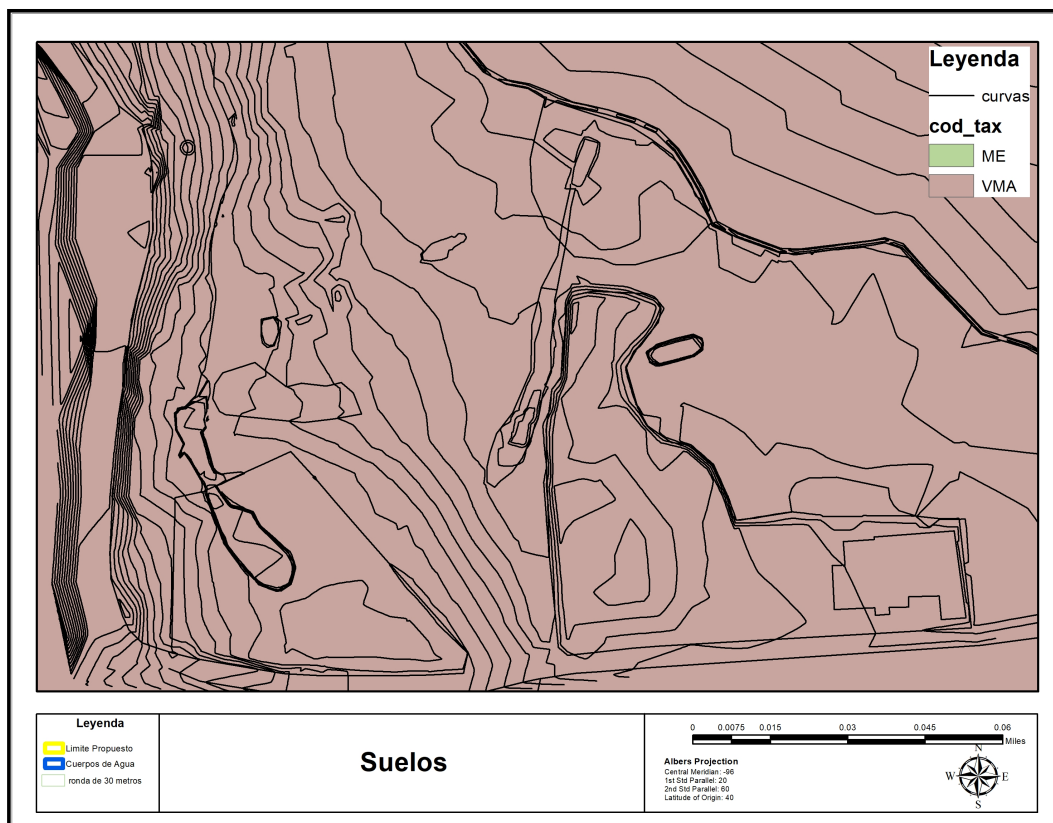 Leyenda
curvas
cod_tax
ME
VMA
Leyenda
Limite Propuesto
Cuerpos de Agua
ronda de 30 metros
Suelos
0 0.0075 0.015 0.03 0.045 0.06
Miles
Albers Projection
Central Meridian: -96
1st Std Parallel: 20
2nd Std Parallel: 60
Latitude of Origin: 40
N
W E
S